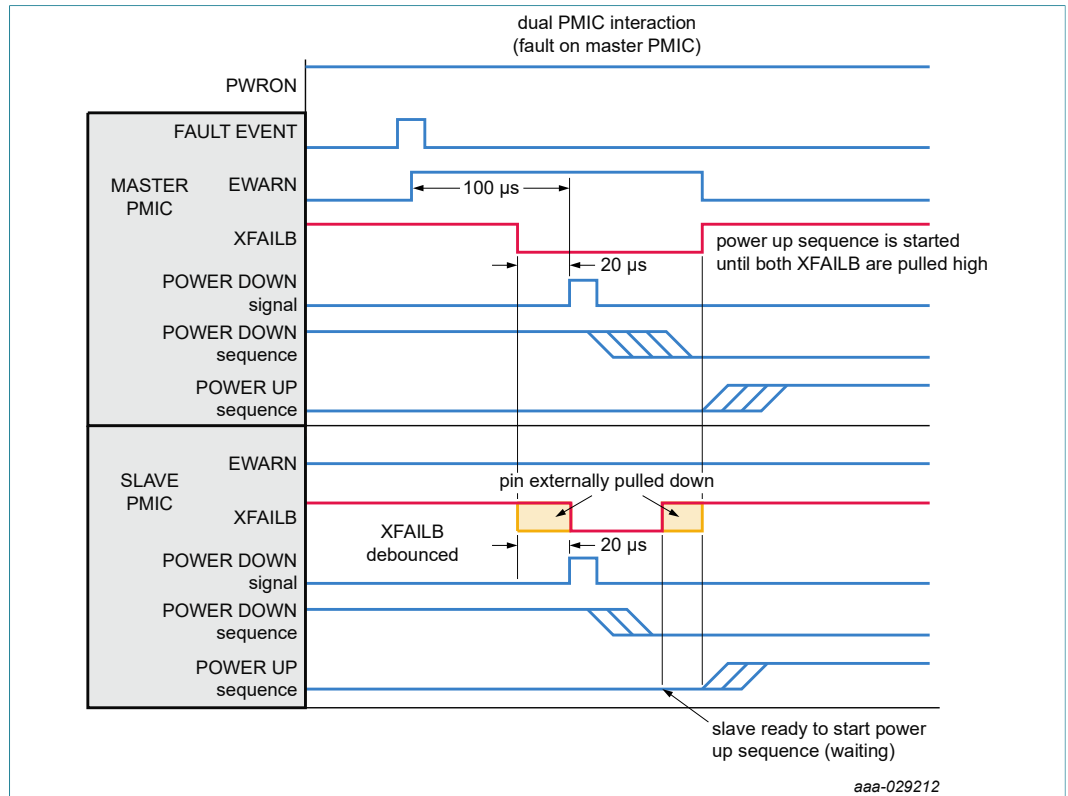 dual PMIC interaction
(fault on master PMIC)
PWRON
MASTER
PMIC
FAULT EVENT
EWARN
100 µs
XFAILB
power up sequence is started
until both XFAILB are pulled high
20 µs
POWER DOWN
signal
POWER DOWN
sequence
POWER UP
sequence
SLAVE
PMIC
EWARN
pin externally pulled down
XFAILB
XFAILB
debounced
20 µs
POWER DOWN
signal
POWER DOWN
sequence
POWER UP
sequence
slave ready to start power
up sequence (waiting)
aaa-029212